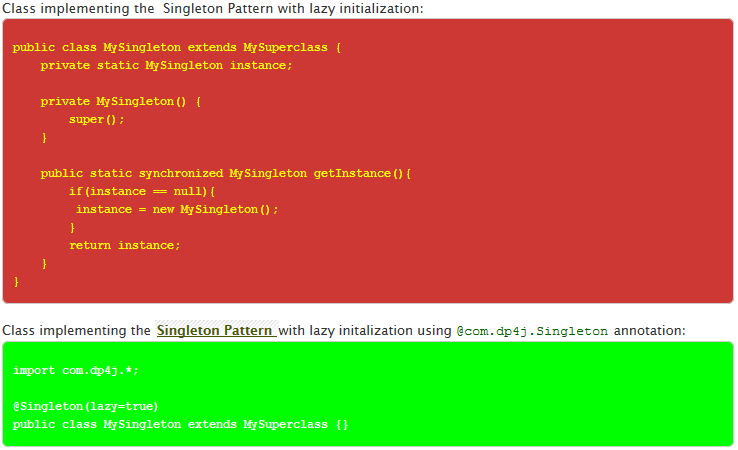 Class implementing the Singleton Pattern with lazy initialization:
public class MySingleton extends MySuperclass {
private static MySingleton instance;
private MySingleton() {
super();
}
public static synchronized MySingleton getInstance(){
if(instance == null){
instance = new MySingleton();
}
return instance;
}
}
Class implementing the Singleton Pattern with lazy initalization using @com.dp4j.Singleton annotation:
import com.dp4j.*;
@Singleton(lazy=true)
public class MySingleton extends MySuperclass {}